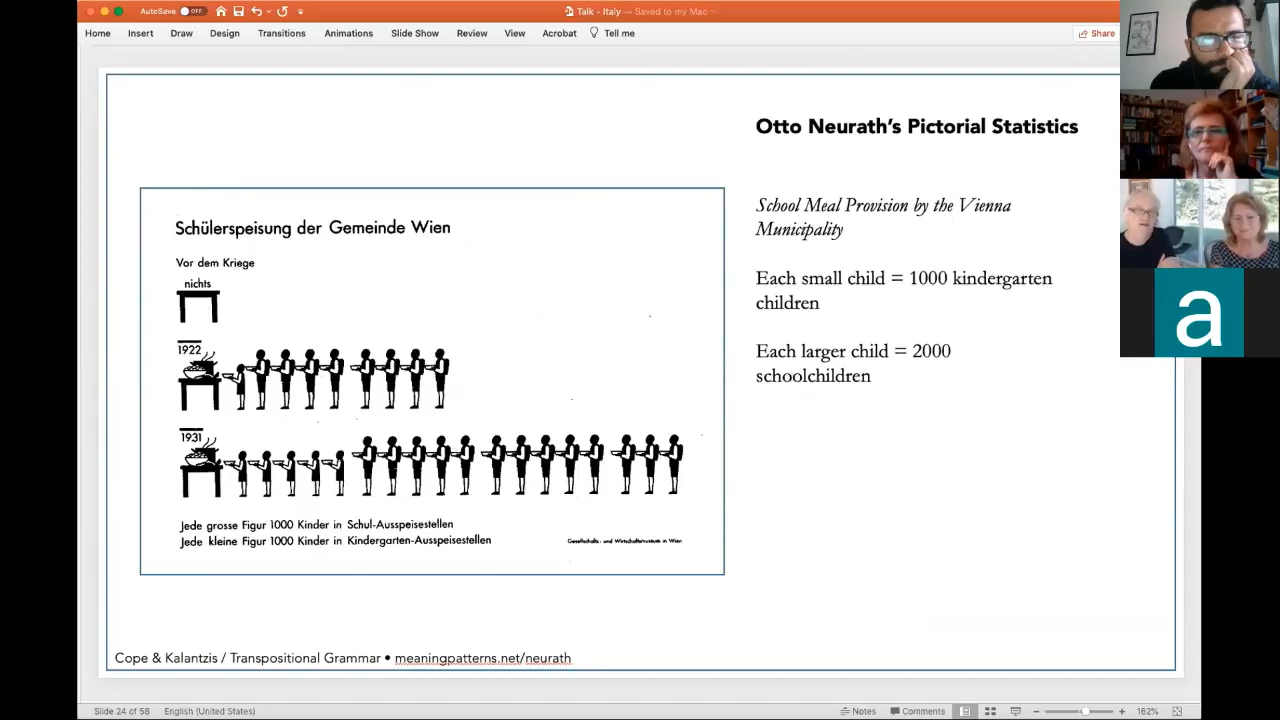 AutoSave OFF
Talk - Italy — Saved to my Mac
Home Insert Draw Design Transitions Animations Slide Show Review View Acrobat Tell me
Share
Otto Neurath's Pictorial Statistics
School Meal Provision by the Vienna
Municipality
Each small child = 1000 kindergarten
children
Each larger child = 2000
schoolchildren
Schülerspeisung der Gemeinde Wien
Vor dem Kriege
nichts
1922
1931
Jede grosse Figur 1000 Kinder in Schul-Ausspeisestellen
Jede kleine Figur 1000 Kinder in Kindergarten-Ausspeisestellen
Gesellschafts- und Wirtschaftsmuseum in Wien
Cope & Kalantzis / Transpositional Grammar • meaningpatterns.net/neurath
a
Slide 24 of 58 English (United States)
Notes Comments 162%